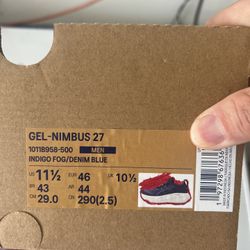 GEL-NIMBUS 27
1011B958-500 MEN
INDIGO FOG/DENIM BLUE
US 11½ EU 46 UK 10½
BR 43 AR 44
CM 29.0 CN 290(2.5)